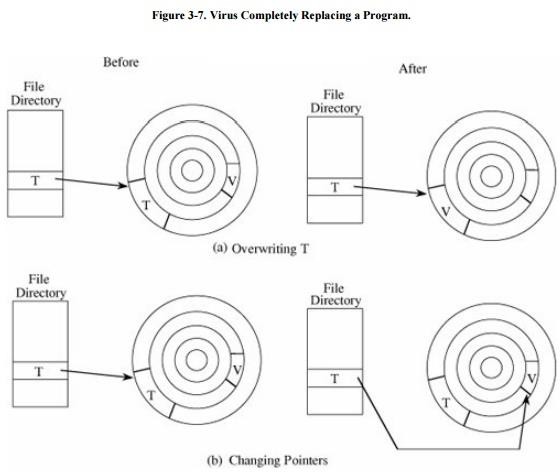 Figure 3-7. Virus Completely Replacing a Program.
Before
After
File
Directory
T
T
V
File
Directory
T
V
(a) Overwriting T
File
Directory
T
T
V
File
Directory
T
T
V
(b) Changing Pointers